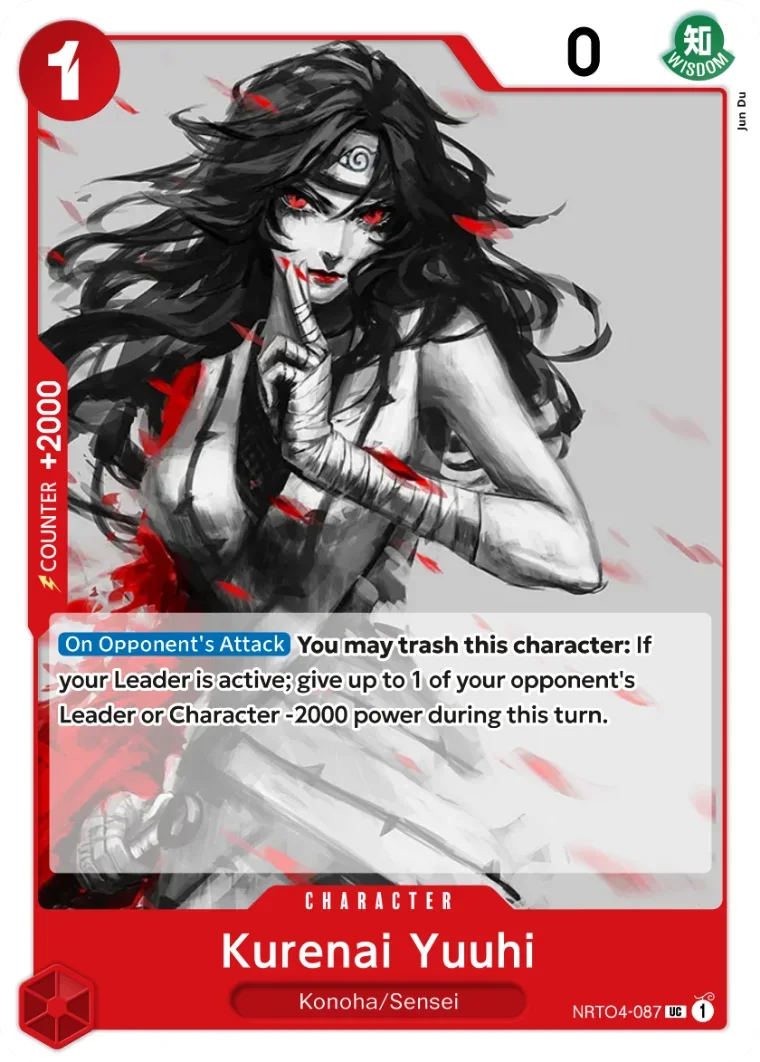 1
0
知
WISDOM
Jun Du
COUNTER +2000
On Opponent's Attack You may trash this character: If
your Leader is active; give up to 1 of your opponent's
Leader or Character -2000 power during this turn.
CHARACTER
Kurenai Yuuhi
Konoha/Sensei
NRTO4-087 UC 1